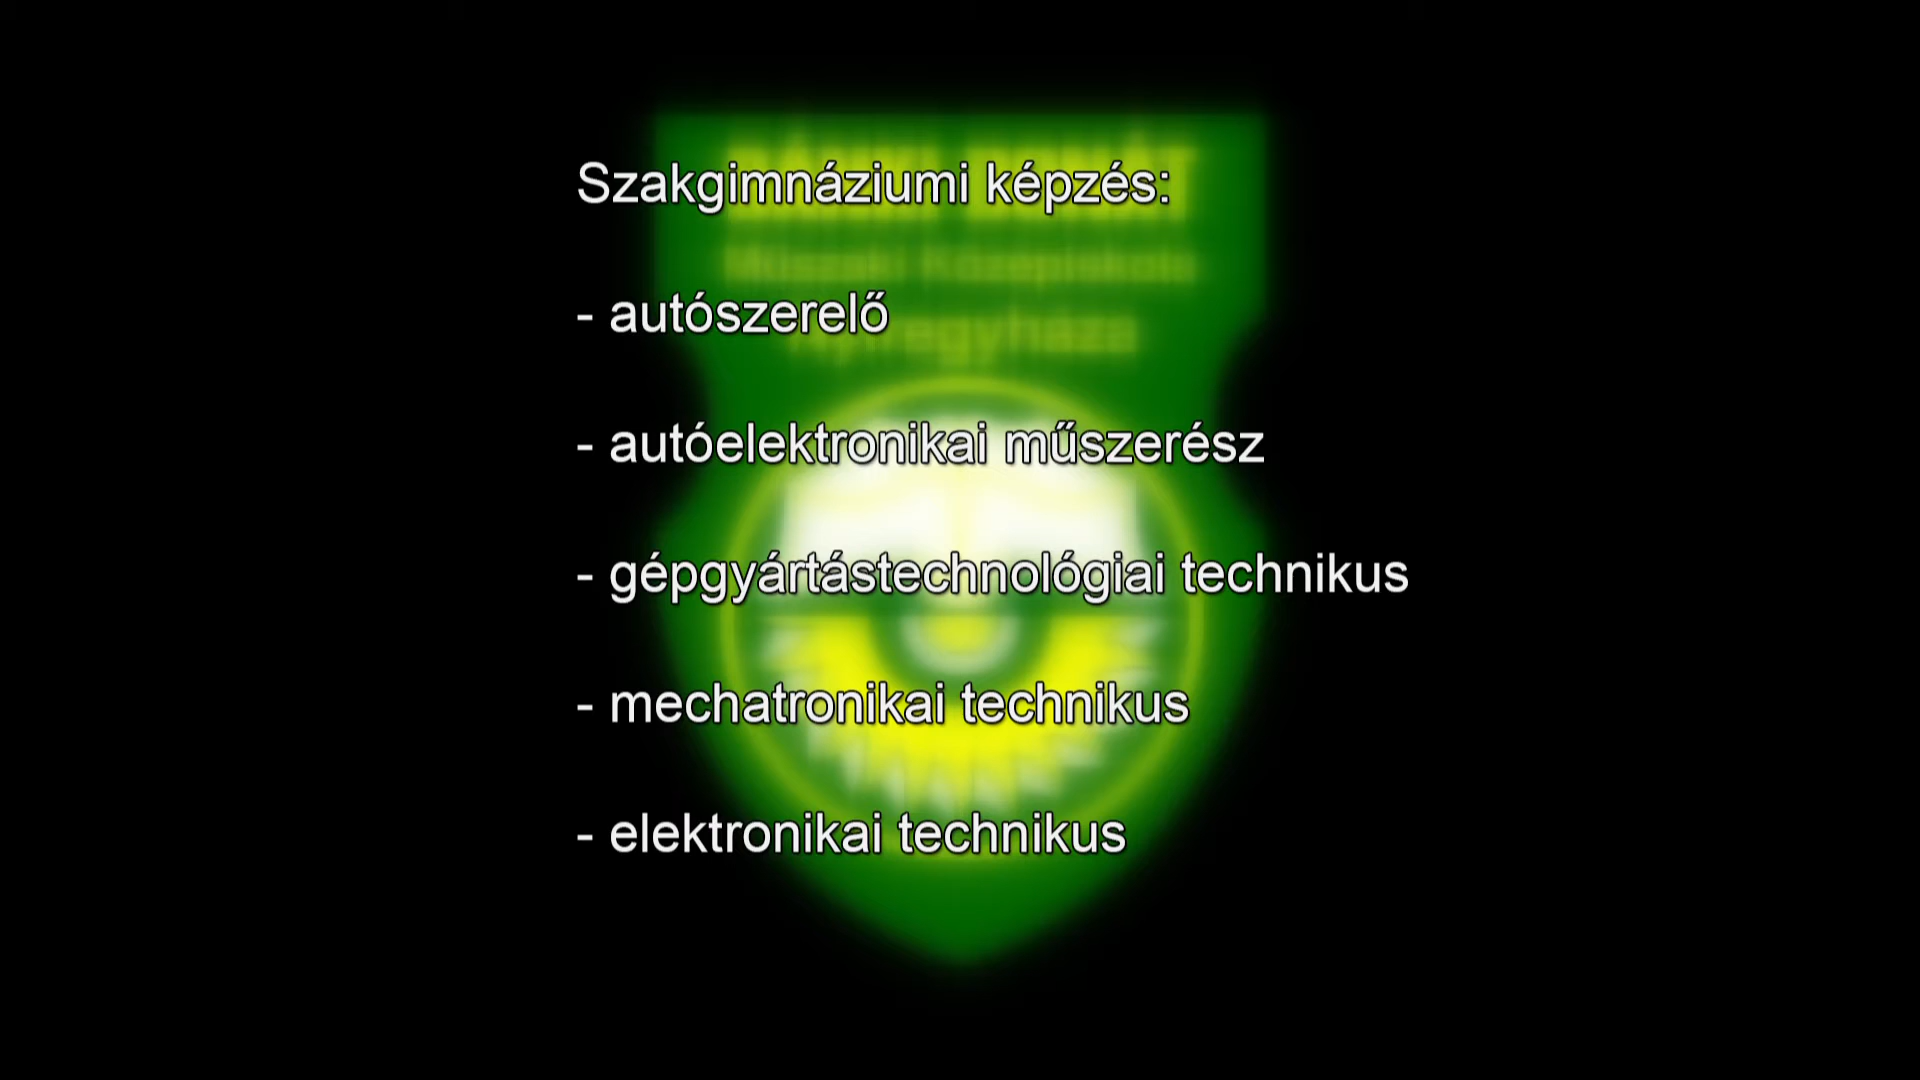 Szakgimnáziumi képzés:
- autószerelő
- autóelektronikai műszerész
- gépgyártástechnológiai technikus
- mechatronikai technikus
- elektronikai technikus